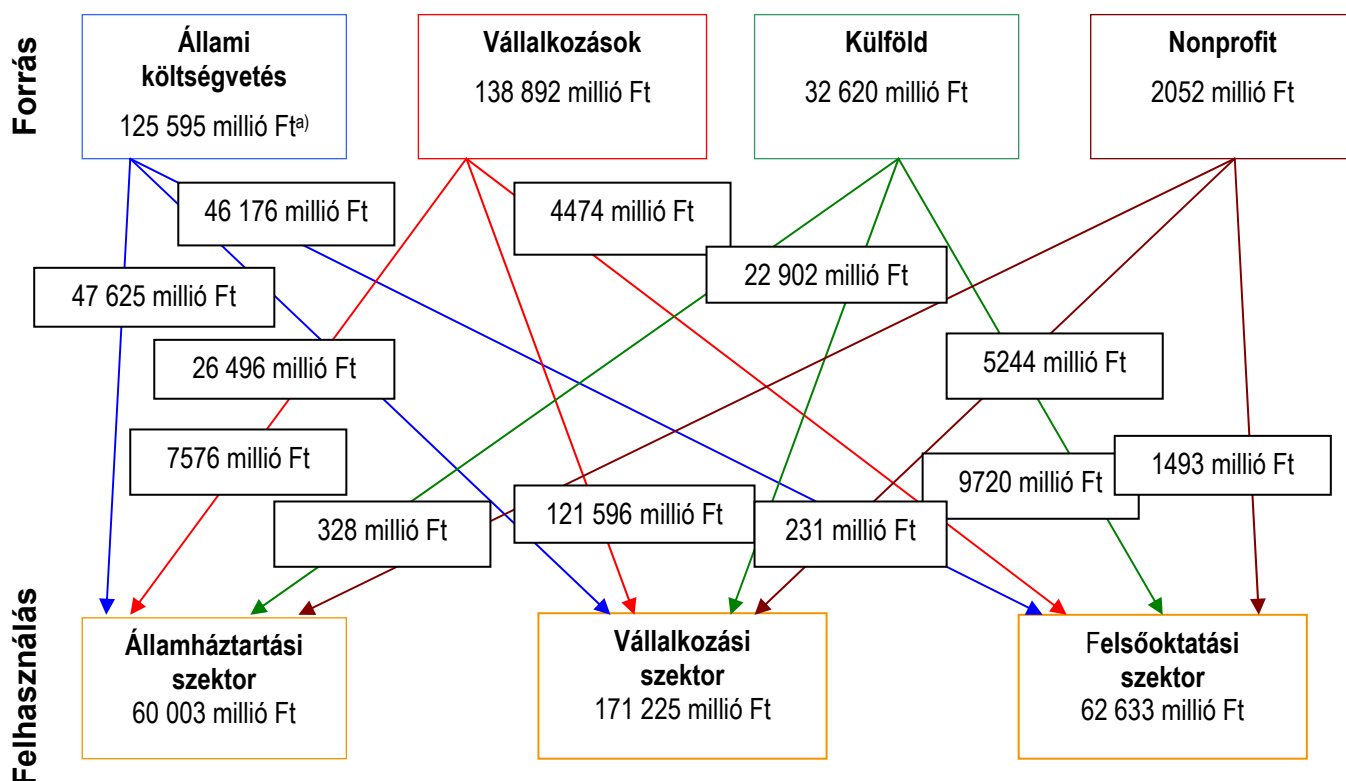 Forrás
Állami
költségvetés
125 595 millió Ftᵃ⁾
Vállalkozások
138 892 millió Ft
Külföld
32 620 millió Ft
Nonprofit
2052 millió Ft
46 176 millió Ft
4474 millió Ft
22 902 millió Ft
47 625 millió Ft
26 496 millió Ft
5244 millió Ft
7576 millió Ft
1493 millió Ft
9720 millió Ft
328 millió Ft
121 596 millió Ft
231 millió Ft
Felhasználás
Államháztartási
szektor
60 003 millió Ft
Vállalkozási
szektor
171 225 millió Ft
Felsőoktatási
szektor
62 633 millió Ft